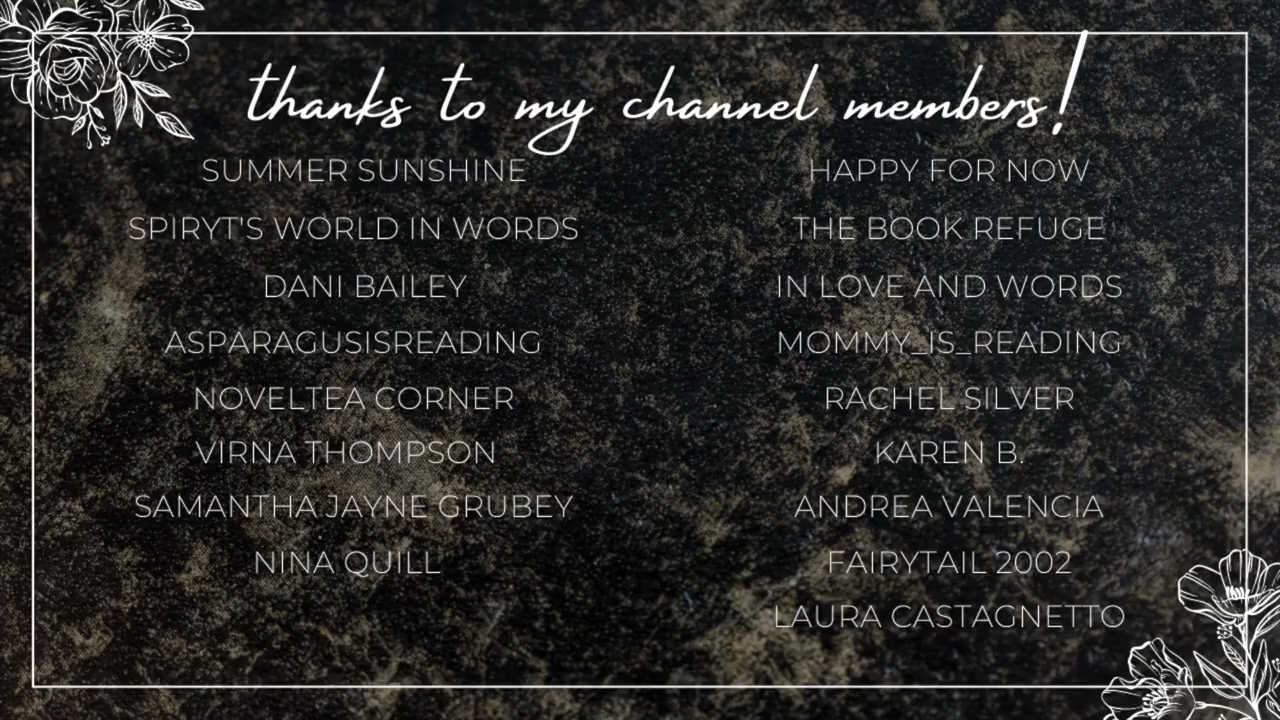 thanks to my channel members!
SUMMER SUNSHINE
SPIRYT'S WORLD IN WORDS
DANI BAILEY
ASPARAGUSISREADING
NOVELTEA CORNER
VIRNA THOMPSON
SAMANTHA JAYNE GRUBEY
NINA QUILL
HAPPY FOR NOW
THE BOOK REFUGE
IN LOVE AND WORDS
MOMMY_IS_READING
RACHEL SILVER
KAREN B.
ANDREA VALENCIA
FAIRYTAIL 2002
LAURA CASTAGNETTO